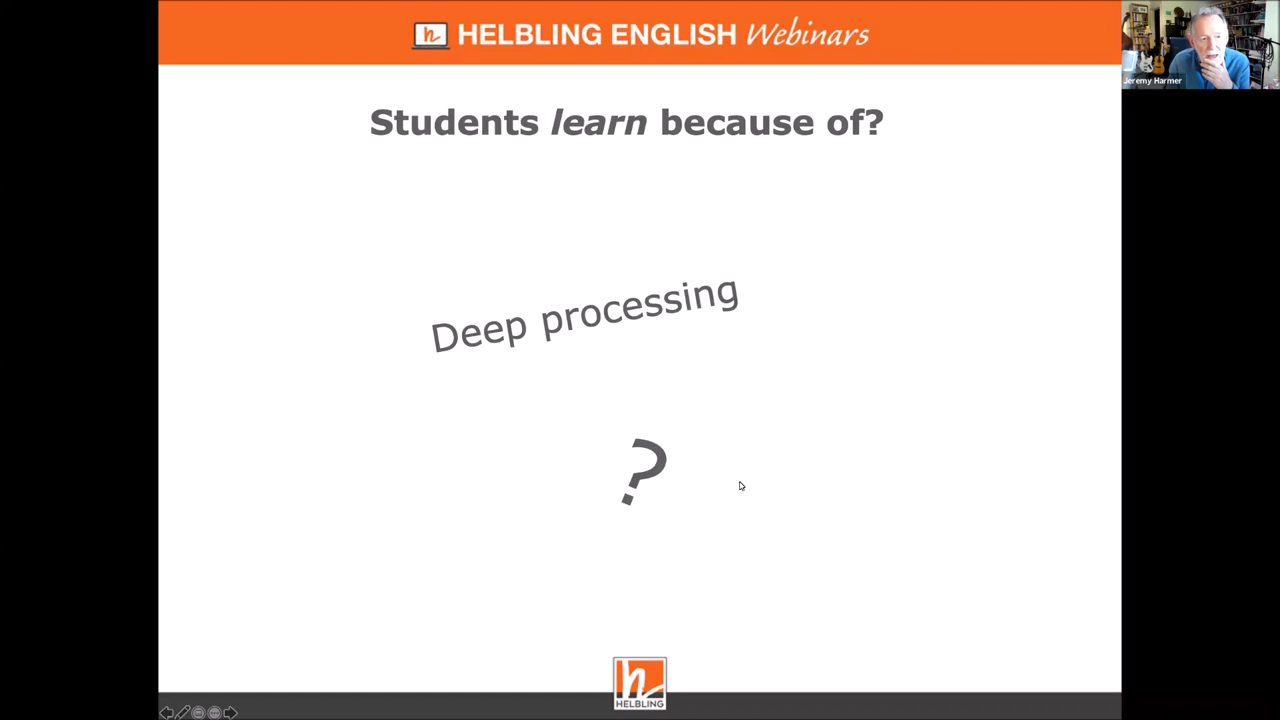 HELBLING ENGLISH Webinars
Jeremy Harmer
Students learn because of?
Deep processing
?
HELBLING